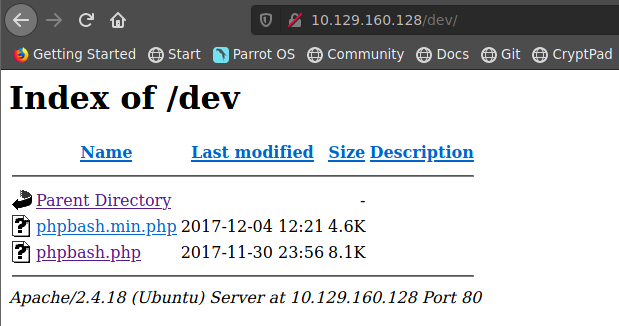 10.129.160.128/dev/
Getting Started Start Parrot OS Community Docs Git CryptPad
Index of /dev
Name Last modified Size Description
Parent Directory -
phpbash.min.php 2017-12-04 12:21 4.6K
phpbash.php 2017-11-30 23:56 8.1K
Apache/2.4.18 (Ubuntu) Server at 10.129.160.128 Port 80